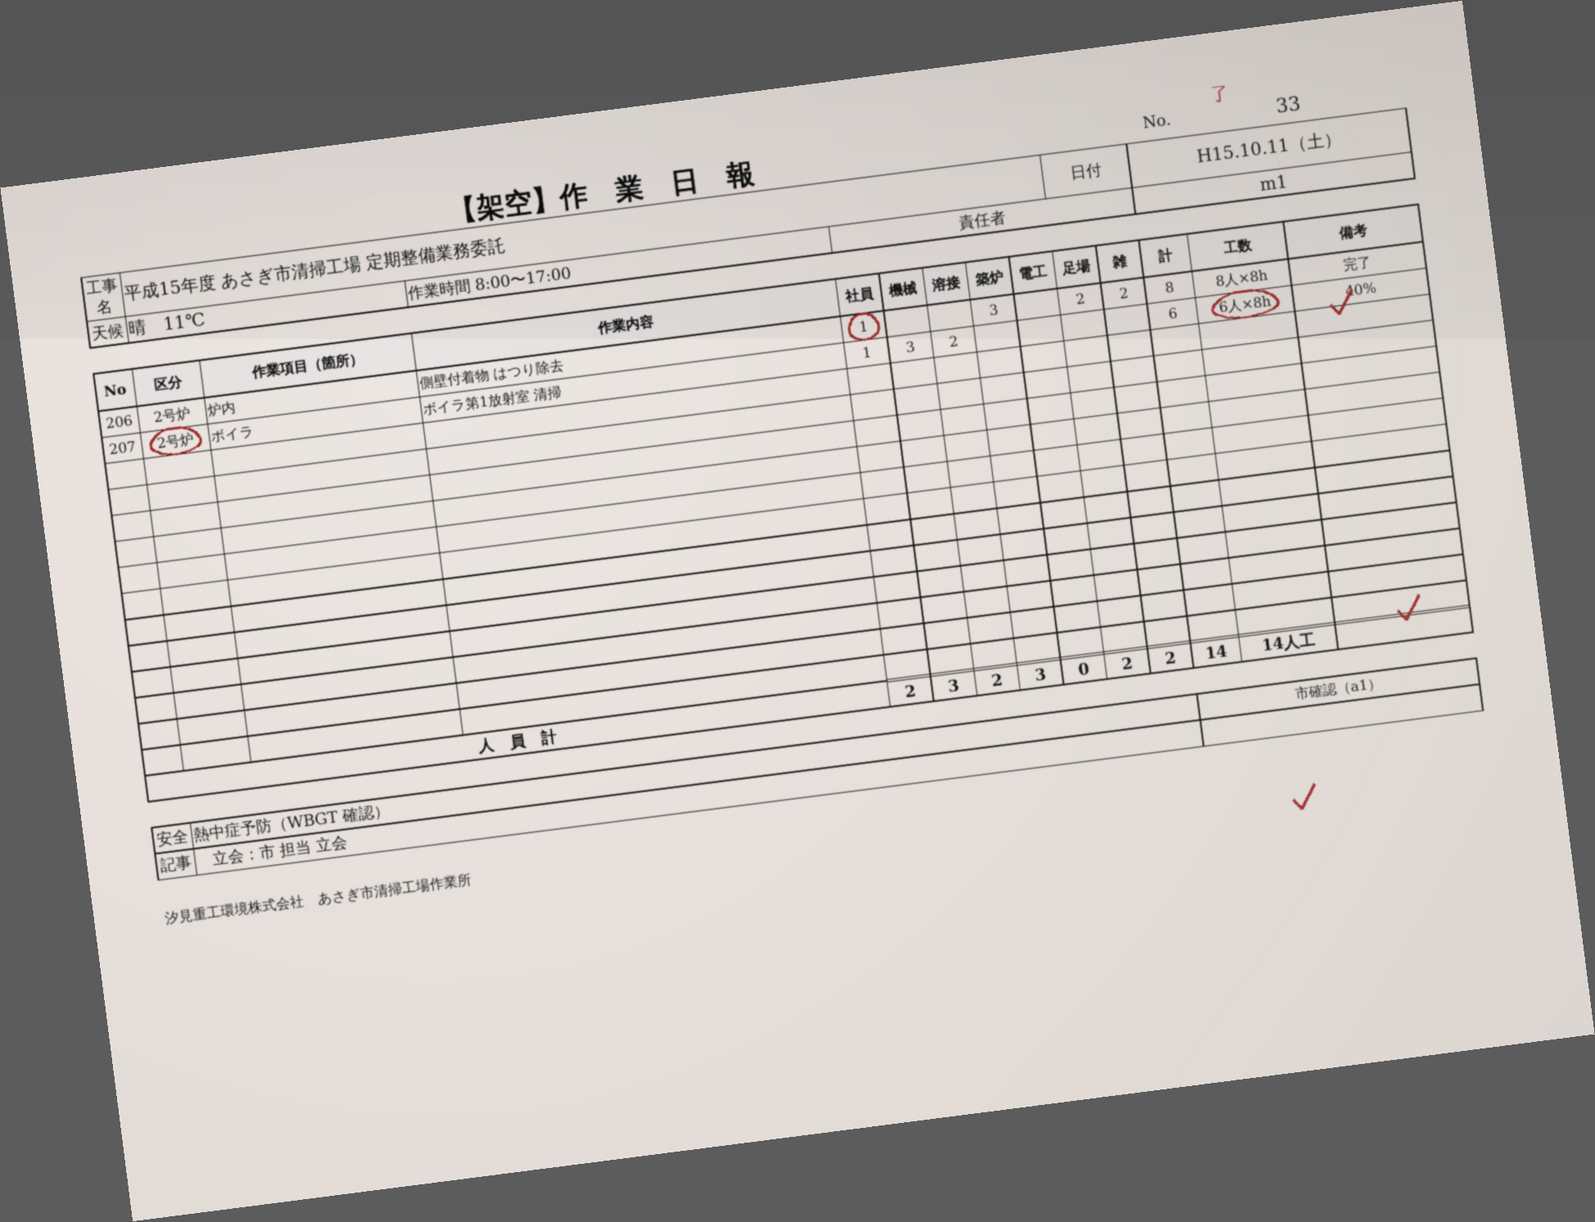 了
No. 33
【架空】作 業 日 報
工事名 平成15年度 あさぎ市清掃工場 定期整備業務委託 日付 H15.10.11（土）
天候 晴 11℃ 作業時間 8:00〜17:00 責任者 m1
No 区分 作業項目（箇所） 作業内容 社員 機械 溶接 築炉 電工 足場 雑 計 工数 備考
206 2号炉 炉内 側壁付着物 はつり除去 1 3 2 2 8 8人×8h 完了
207 2号炉 ボイラ ボイラ第1放射室 清掃 1 3 2 6 6人×8h 40%
人 員 計 2 3 2 3 0 2 2 14 14人工
安全 熱中症予防（WBGT 確認） 市確認（a1）
記事 立会：市 担当 立会
汐見重工環境株式会社 あさぎ市清掃工場作業所